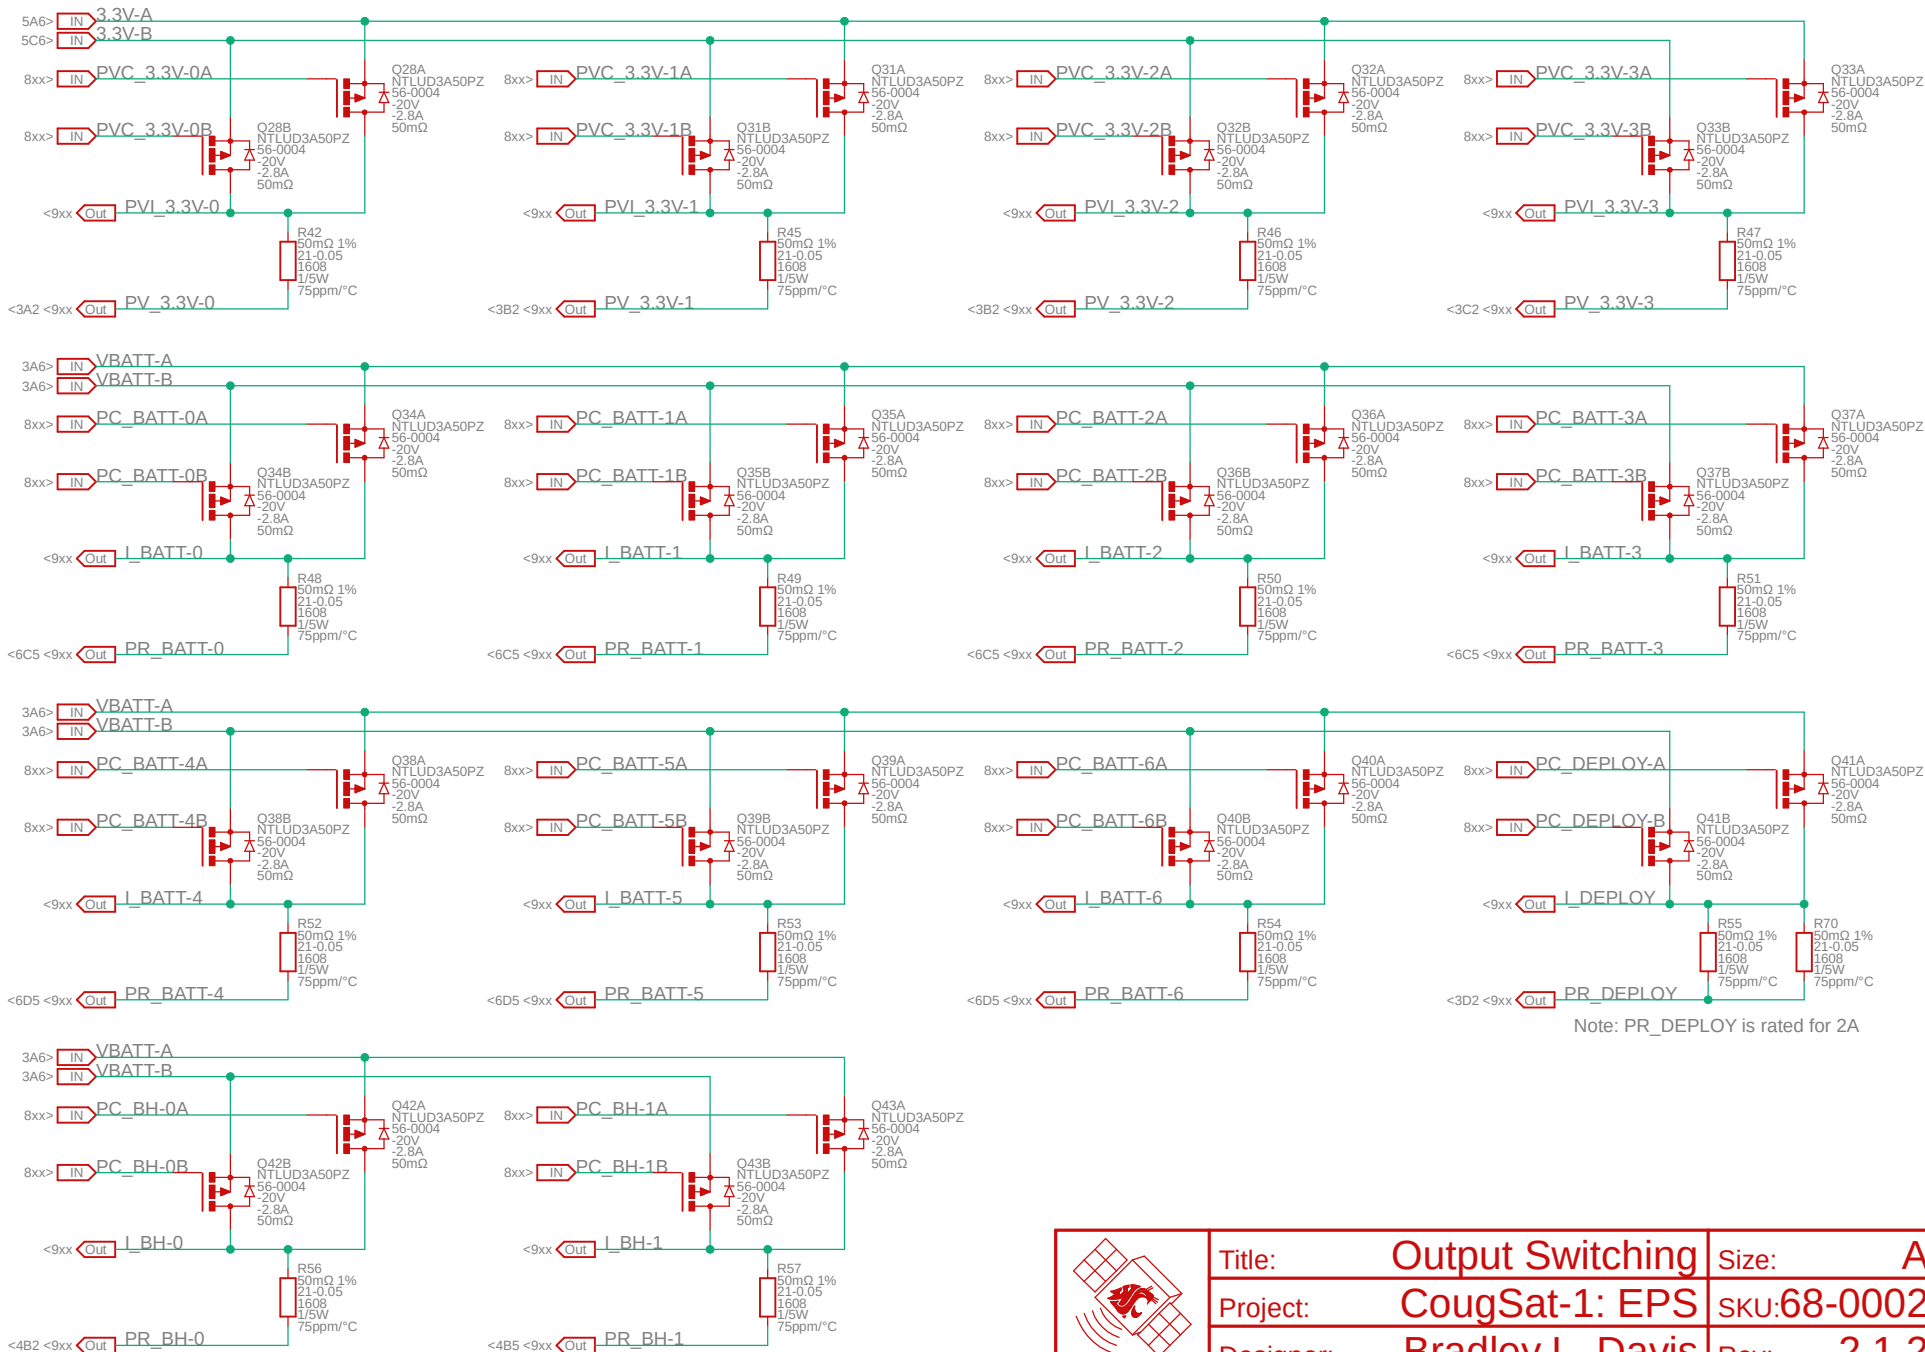 5A6> IN 3.3V-A
5C6> IN 3.3V-B
8xx> IN PVC_3.3V-0A
Q28A
NTLUD3A50PZ
56-0004
-20V
-2.8A
50mΩ
8xx> IN PVC_3.3V-0B
Q28B
NTLUD3A50PZ
56-0004
-20V
-2.8A
50mΩ
<9xx Out PVI_3.3V-0
R42
50mΩ 1%
21-0.05
1608
1/5W
75ppm/°C
<3A2 <9xx Out PV_3.3V-0
8xx> IN PVC_3.3V-1A
Q31A
NTLUD3A50PZ
56-0004
-20V
-2.8A
50mΩ
8xx> IN PVC_3.3V-1B
Q31B
NTLUD3A50PZ
56-0004
-20V
-2.8A
50mΩ
<9xx Out PVI_3.3V-1
R45
50mΩ 1%
21-0.05
1608
1/5W
75ppm/°C
<3B2 <9xx Out PV_3.3V-1
8xx> IN PVC_3.3V-2A
Q32A
NTLUD3A50PZ
56-0004
-20V
-2.8A
50mΩ
8xx> IN PVC_3.3V-2B
Q32B
NTLUD3A50PZ
56-0004
-20V
-2.8A
50mΩ
<9xx Out PVI_3.3V-2
R46
50mΩ 1%
21-0.05
1608
1/5W
75ppm/°C
<3B2 <9xx Out PV_3.3V-2
8xx> IN PVC_3.3V-3A
Q33A
NTLUD3A50PZ
56-0004
-20V
-2.8A
50mΩ
8xx> IN PVC_3.3V-3B
Q33B
NTLUD3A50PZ
56-0004
-20V
-2.8A
50mΩ
<9xx Out PVI_3.3V-3
R47
50mΩ 1%
21-0.05
1608
1/5W
75ppm/°C
<3C2 <9xx Out PV_3.3V-3
3A6> IN VBATT-A
3A6> IN VBATT-B
8xx> IN PC_BATT-0A
Q34A
NTLUD3A50PZ
56-0004
-20V
-2.8A
50mΩ
8xx> IN PC_BATT-0B
Q34B
NTLUD3A50PZ
56-0004
-20V
-2.8A
50mΩ
<9xx Out I_BATT-0
R48
50mΩ 1%
21-0.05
1608
1/5W
75ppm/°C
<6C5 <9xx Out PR_BATT-0
8xx> IN PC_BATT-1A
Q35A
NTLUD3A50PZ
56-0004
-20V
-2.8A
50mΩ
8xx> IN PC_BATT-1B
Q35B
NTLUD3A50PZ
56-0004
-20V
-2.8A
50mΩ
<9xx Out I_BATT-1
R49
50mΩ 1%
21-0.05
1608
1/5W
75ppm/°C
<6C5 <9xx Out PR_BATT-1
8xx> IN PC_BATT-2A
Q36A
NTLUD3A50PZ
56-0004
-20V
-2.8A
50mΩ
8xx> IN PC_BATT-2B
Q36B
NTLUD3A50PZ
56-0004
-20V
-2.8A
50mΩ
<9xx Out I_BATT-2
R50
50mΩ 1%
21-0.05
1608
1/5W
75ppm/°C
<6C5 <9xx Out PR_BATT-2
8xx> IN PC_BATT-3A
Q37A
NTLUD3A50PZ
56-0004
-20V
-2.8A
50mΩ
8xx> IN PC_BATT-3B
Q37B
NTLUD3A50PZ
56-0004
-20V
-2.8A
50mΩ
<9xx Out I_BATT-3
R51
50mΩ 1%
21-0.05
1608
1/5W
75ppm/°C
<6C5 <9xx Out PR_BATT-3
3A6> IN VBATT-A
3A6> IN VBATT-B
8xx> IN PC_BATT-4A
Q38A
NTLUD3A50PZ
56-0004
-20V
-2.8A
50mΩ
8xx> IN PC_BATT-4B
Q38B
NTLUD3A50PZ
56-0004
-20V
-2.8A
50mΩ
<9xx Out I_BATT-4
R52
50mΩ 1%
21-0.05
1608
1/5W
75ppm/°C
<6D5 <9xx Out PR_BATT-4
8xx> IN PC_BATT-5A
Q39A
NTLUD3A50PZ
56-0004
-20V
-2.8A
50mΩ
8xx> IN PC_BATT-5B
Q39B
NTLUD3A50PZ
56-0004
-20V
-2.8A
50mΩ
<9xx Out I_BATT-5
R53
50mΩ 1%
21-0.05
1608
1/5W
75ppm/°C
<6D5 <9xx Out PR_BATT-5
8xx> IN PC_BATT-6A
Q40A
NTLUD3A50PZ
56-0004
-20V
-2.8A
50mΩ
8xx> IN PC_BATT-6B
Q40B
NTLUD3A50PZ
56-0004
-20V
-2.8A
50mΩ
<9xx Out I_BATT-6
R54
50mΩ 1%
21-0.05
1608
1/5W
75ppm/°C
<6D5 <9xx Out PR_BATT-6
8xx> IN PC_DEPLOY-A
Q41A
NTLUD3A50PZ
56-0004
-20V
-2.8A
50mΩ
8xx> IN PC_DEPLOY-B
Q41B
NTLUD3A50PZ
56-0004
-20V
-2.8A
50mΩ
<9xx Out I_DEPLOY
R55
50mΩ 1%
21-0.05
1608
1/5W
75ppm/°C
R70
50mΩ 1%
21-0.05
1608
1/5W
75ppm/°C
<3D2 <9xx Out PR_DEPLOY
Note: PR_DEPLOY is rated for 2A
3A6> IN VBATT-A
3A6> IN VBATT-B
8xx> IN PC_BH-0A
Q42A
NTLUD3A50PZ
56-0004
-20V
-2.8A
50mΩ
8xx> IN PC_BH-0B
Q42B
NTLUD3A50PZ
56-0004
-20V
-2.8A
50mΩ
<9xx Out I_BH-0
R56
50mΩ 1%
21-0.05
1608
1/5W
75ppm/°C
<4B2 <9xx Out PR_BH-0
8xx> IN PC_BH-1A
Q43A
NTLUD3A50PZ
56-0004
-20V
-2.8A
50mΩ
8xx> IN PC_BH-1B
Q43B
NTLUD3A50PZ
56-0004
-20V
-2.8A
50mΩ
<9xx Out I_BH-1
R57
50mΩ 1%
21-0.05
1608
1/5W
75ppm/°C
<4B5 <9xx Out PR_BH-1
Title: Output Switching Size: A
Project: CougSat-1: EPS SKU: 68-0002
Designer: Bradley L. Davis Rev: 2.1.2